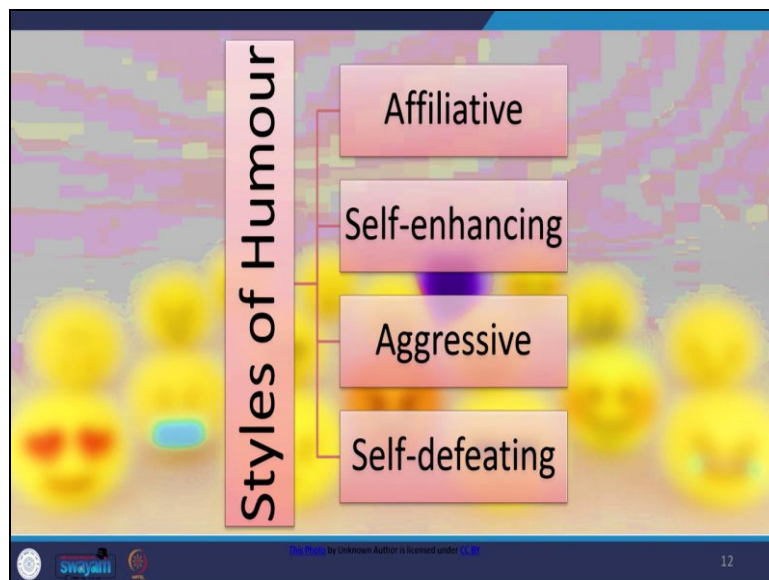 Styles of Humour
Affiliative
Self-enhancing
Aggressive
Self-defeating
This Photo by Unknown Author is licensed under CC BY
swayam
12